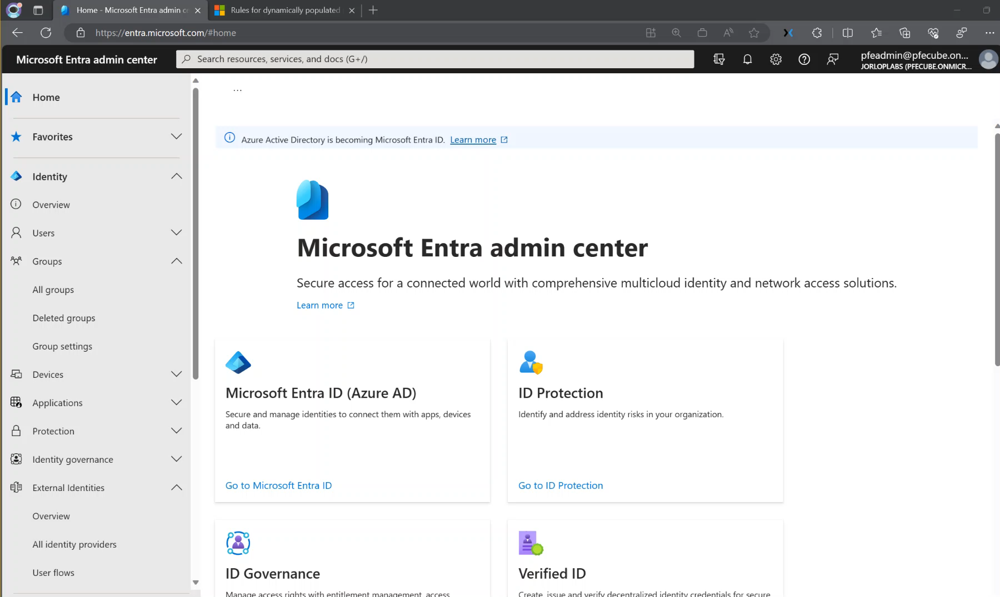 Home - Microsoft Entra admin ce
Rules for dynamically populated
https://entra.microsoft.com/#home
Microsoft Entra admin center
Search resources, services, and docs (G+/)
pfeadmin@pfecube.on...
JORLOPLABS (PFECUBE.ONMICR...
Home
Favorites
Identity
Overview
Users
Groups
All groups
Deleted groups
Group settings
Devices
Applications
Protection
Identity governance
External Identities
Overview
All identity providers
User flows
...
Azure Active Directory is becoming Microsoft Entra ID. Learn more
Microsoft Entra admin center
Secure access for a connected world with comprehensive multicloud identity and network access solutions.
Learn more
Microsoft Entra ID (Azure AD)
Secure and manage identities to connect them with apps, devices
and data.
Go to Microsoft Entra ID
ID Protection
Identify and address identity risks in your organization.
Go to ID Protection
ID Governance
Manage access rights with entitlement management, access
Verified ID
Create, issue and verify decentralized identity credentials for secure